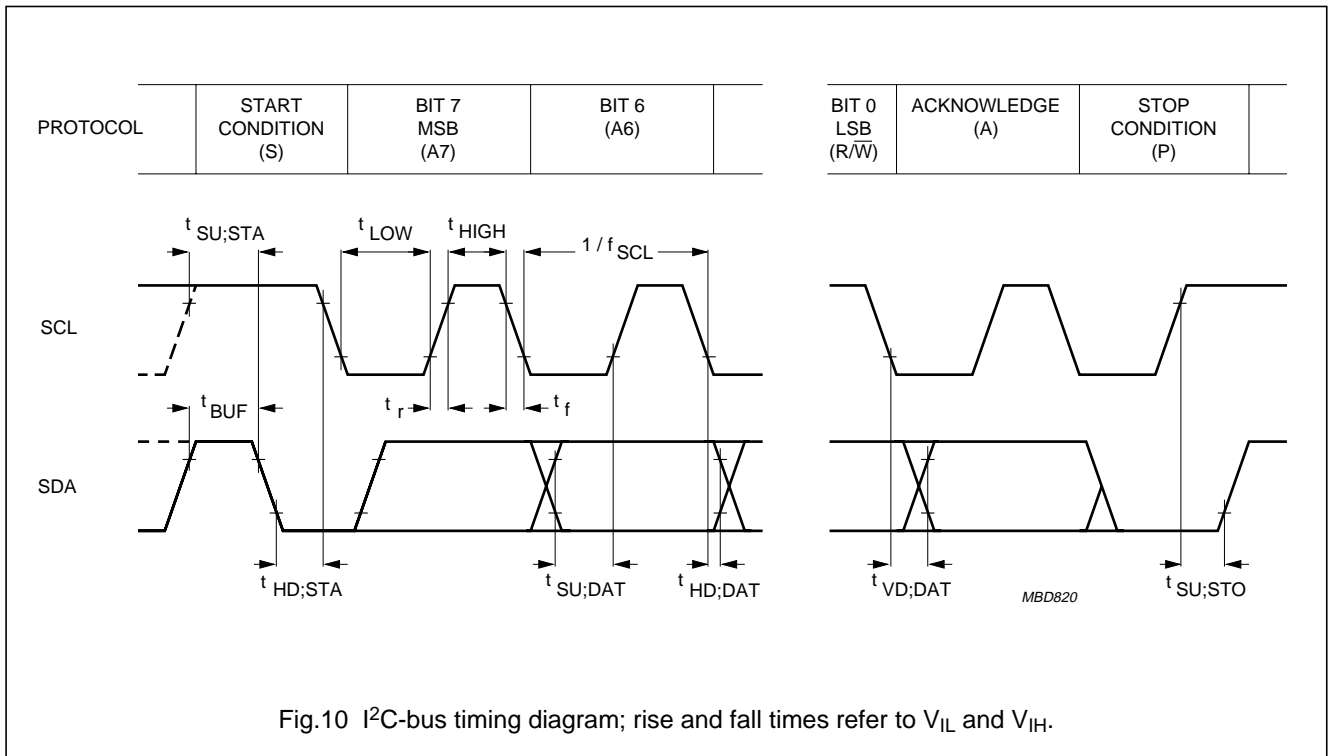 PROTOCOL
START
CONDITION
(S)
BIT 7
MSB
(A7)
BIT 6
(A6)
BIT 0
LSB
(R/W̅)
ACKNOWLEDGE
(A)
STOP
CONDITION
(P)
t SU;STA
t LOW
t HIGH
1 / f SCL
SCL
t BUF
t r
t f
SDA
t HD;STA
t SU;DAT
t HD;DAT
t VD;DAT
MBD820
t SU;STO
Fig.10 I²C-bus timing diagram; rise and fall times refer to VIL and VIH.